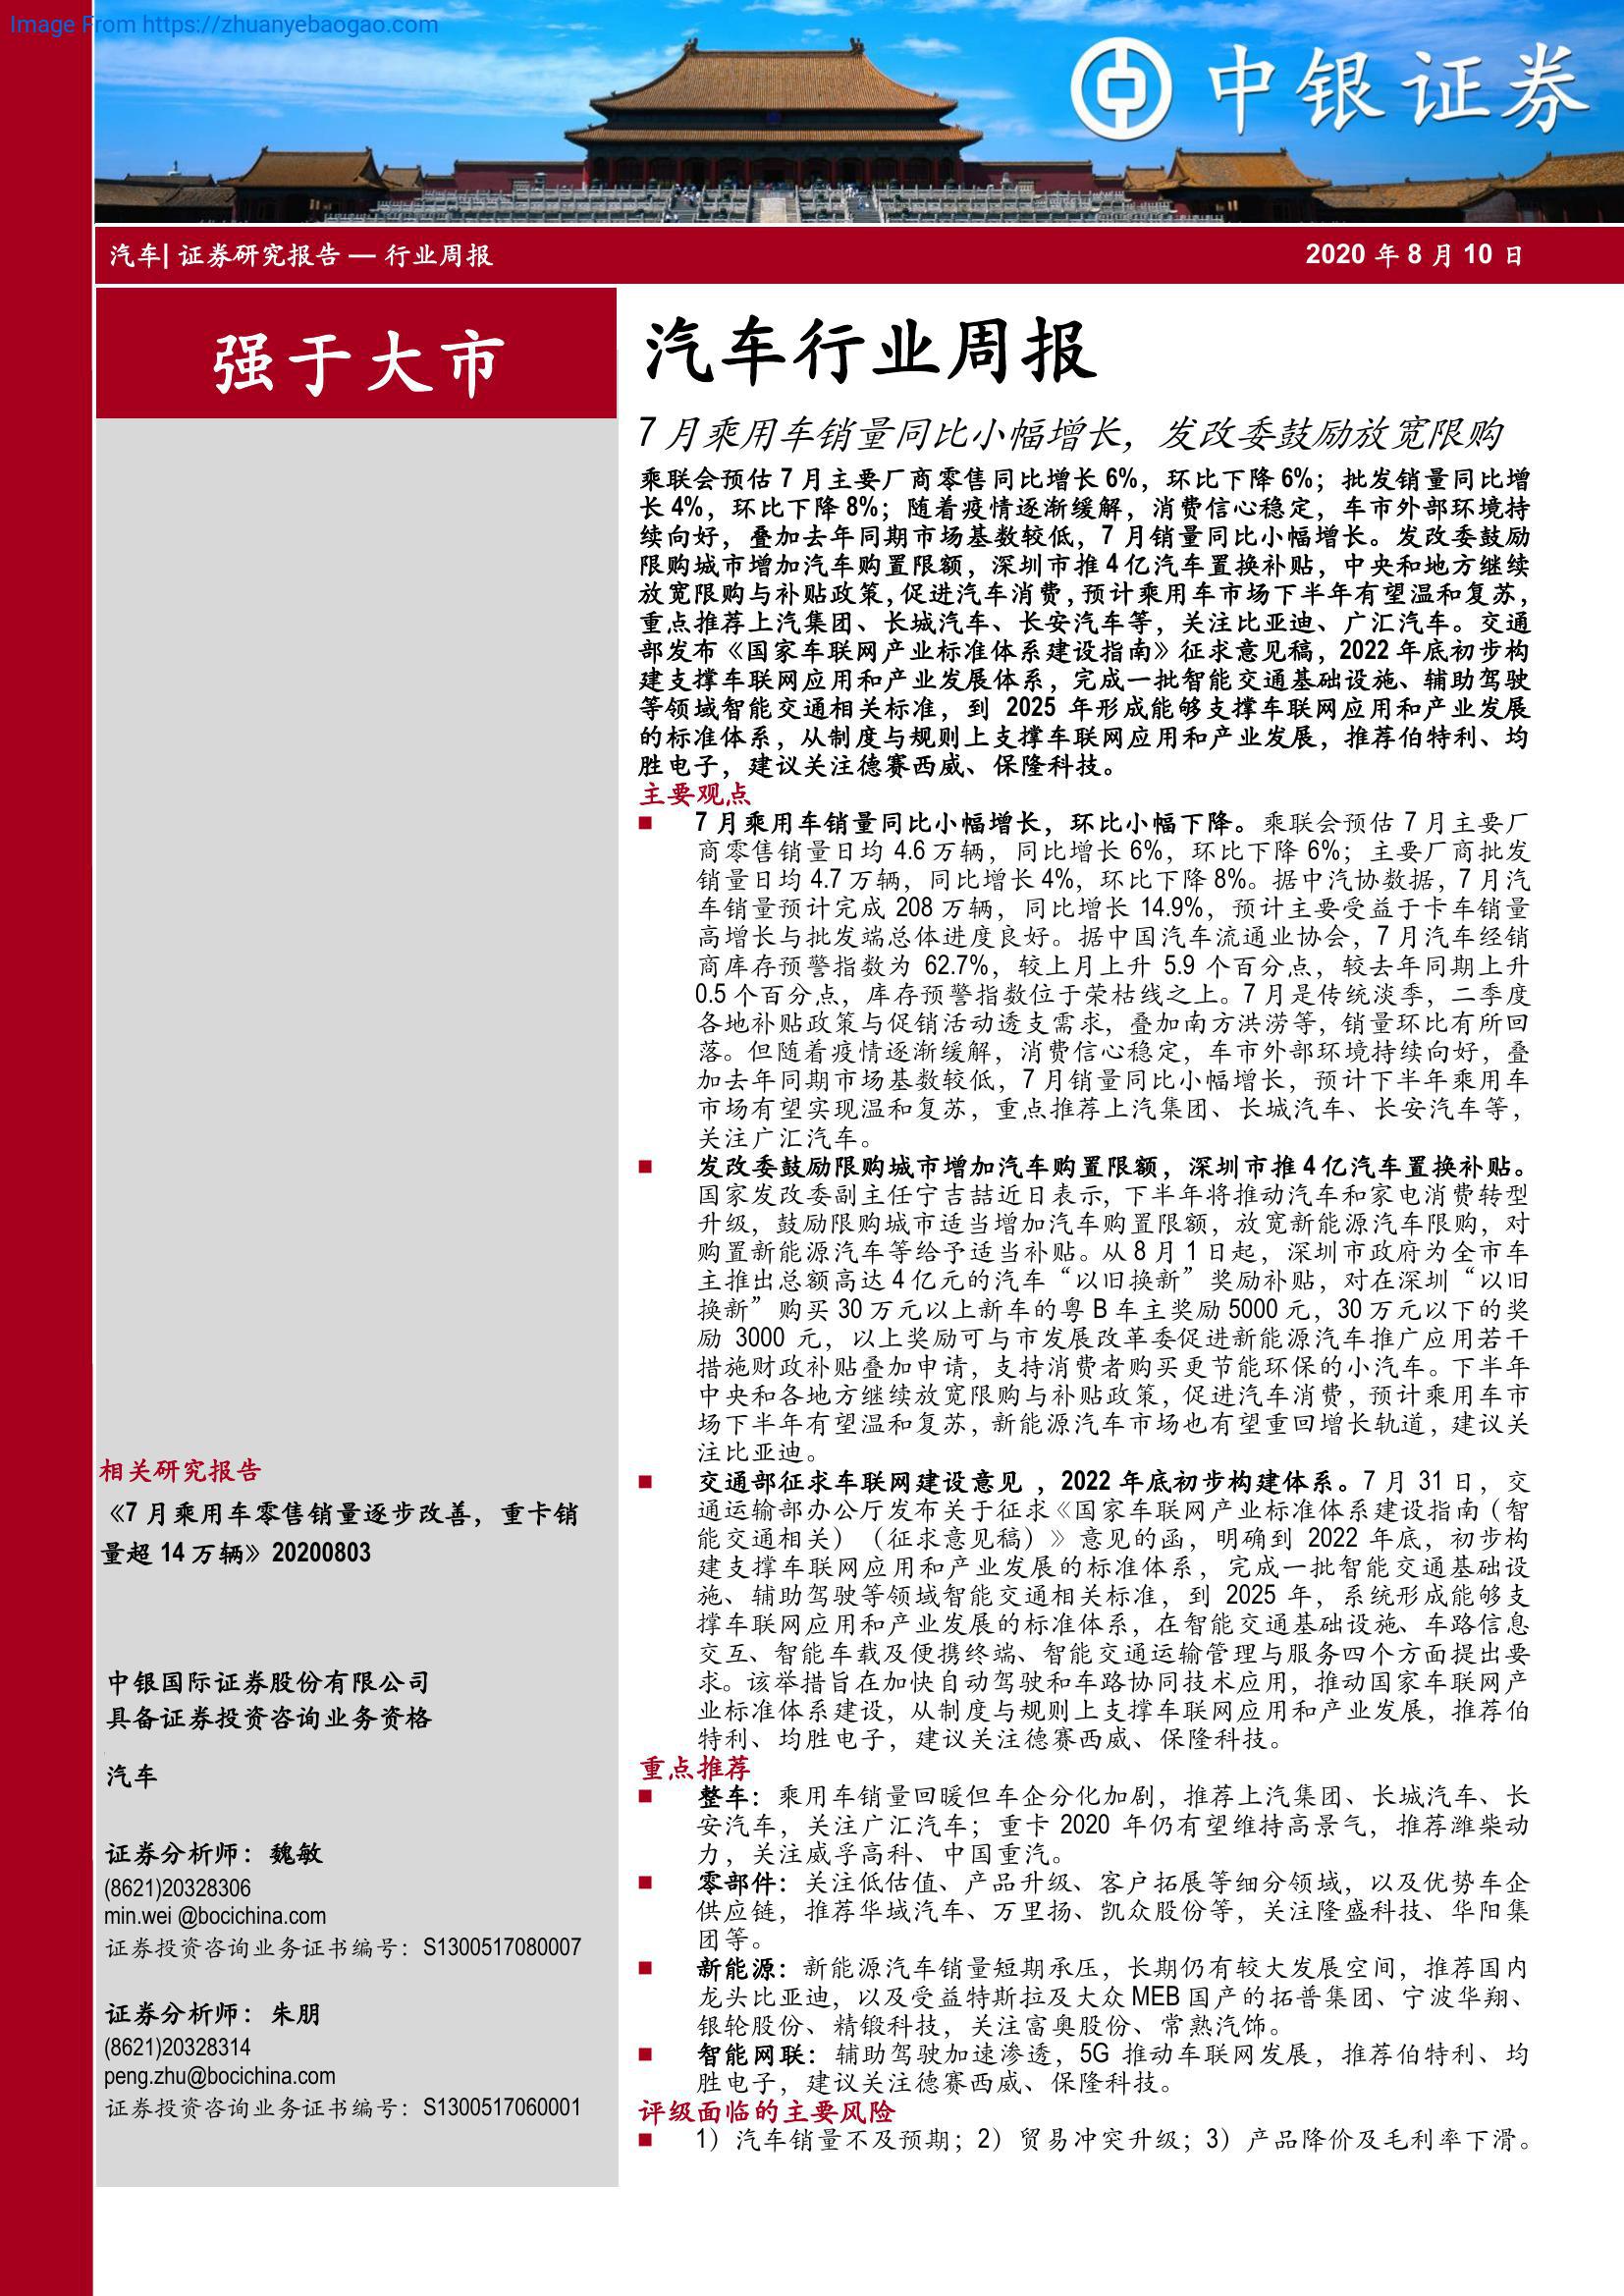 Image From https://zhuanyebaogao.com
中银证券
汽车| 证券研究报告 — 行业周报
2020 年 8 月 10 日
强于大市
汽车行业周报
7 月乘用车销量同比小幅增长，发改委鼓励放宽限购
乘联会预估 7 月主要厂商零售同比增长 6%，环比下降 6%；批发销量同比增
长 4%，环比下降 8%；随着疫情逐渐缓解，消费信心稳定，车市外部环境持
续向好，叠加去年同期市场基数较低，7 月销量同比小幅增长。发改委鼓励
限购城市增加汽车购置限额，深圳市推 4 亿汽车置换补贴，中央和地方继续
放宽限购与补贴政策，促进汽车消费，预计乘用车市场下半年有望温和复苏，
重点推荐上汽集团、长城汽车、长安汽车等，关注比亚迪、广汇汽车。交通
部发布《国家车联网产业标准体系建设指南》征求意见稿，2022 年底初步构
建支撑车联网应用和产业发展体系，完成一批智能交通基础设施、辅助驾驶
等领域智能交通相关标准，到 2025 年形成能够支撑车联网应用和产业发展
的标准体系，从制度与规则上支撑车联网应用和产业发展，推荐伯特利、均
胜电子，建议关注德赛西威、保隆科技。
主要观点
■ 7 月乘用车销量同比小幅增长，环比小幅下降。乘联会预估 7 月主要厂
商零售销量日均 4.6 万辆，同比增长 6%，环比下降 6%；主要厂商批发
销量日均 4.7 万辆，同比增长 4%，环比下降 8%。据中汽协数据，7 月汽
车销量预计完成 208 万辆，同比增长 14.9%，预计主要受益于卡车销量
高增长与批发端总体进度良好。据中国汽车流通业协会，7 月汽车经销
商库存预警指数为 62.7%，较上月上升 5.9 个百分点，较去年同期上升
0.5 个百分点，库存预警指数位于荣枯线之上。7 月是传统淡季，二季度
各地补贴政策与促销活动透支需求，叠加南方洪涝等，销量环比有所回
落。但随着疫情逐渐缓解，消费信心稳定，车市外部环境持续向好，叠
加去年同期市场基数较低，7 月销量同比小幅增长，预计下半年乘用车
市场有望实现温和复苏，重点推荐上汽集团、长城汽车、长安汽车等，
关注广汇汽车。
■ 发改委鼓励限购城市增加汽车购置限额，深圳市推 4 亿汽车置换补贴。
国家发改委副主任宁吉喆近日表示，下半年将推动汽车和家电消费转型
升级，鼓励限购城市适当增加汽车购置限额，放宽新能源汽车限购，对
购置新能源汽车等给予适当补贴。从 8 月 1 日起，深圳市政府为全市车
主推出总额高达 4 亿元的汽车“以旧换新”奖励补贴，对在深圳“以旧
换新”购买 30 万元以上新车的粤 B 车主奖励 5000 元，30 万元以下的奖
励 3000 元，以上奖励可与市发展改革委促进新能源汽车推广应用若干
措施财政补贴叠加申请，支持消费者购买更节能环保的小汽车。下半年
中央和各地方继续放宽限购与补贴政策，促进汽车消费，预计乘用车市
场下半年有望温和复苏，新能源汽车市场也有望重回增长轨道，建议关
注比亚迪。
■ 交通部征求车联网建设意见 ，2022 年底初步构建体系。7 月 31 日，交
通运输部办公厅发布关于征求《国家车联网产业标准体系建设指南（智
能交通相关）（征求意见稿）》意见的函，明确到 2022 年底，初步构
建支撑车联网应用和产业发展的标准体系，完成一批智能交通基础设
施、辅助驾驶等领域智能交通相关标准，到 2025 年，系统形成能够支
撑车联网应用和产业发展的标准体系，在智能交通基础设施、车路信息
交互、智能车载及便携终端、智能交通运输管理与服务四个方面提出要
求。该举措旨在加快自动驾驶和车路协同技术应用，推动国家车联网产
业标准体系建设，从制度与规则上支撑车联网应用和产业发展，推荐伯
特利、均胜电子，建议关注德赛西威、保隆科技。
重点推荐
■ 整车：乘用车销量回暖但车企分化加剧，推荐上汽集团、长城汽车、长
安汽车，关注广汇汽车；重卡 2020 年仍有望维持高景气，推荐潍柴动
力，关注威孚高科、中国重汽。
■ 零部件：关注低估值、产品升级、客户拓展等细分领域，以及优势车企
供应链，推荐华域汽车、万里扬、凯众股份等，关注隆盛科技、华阳集
团等。
■ 新能源：新能源汽车销量短期承压，长期仍有较大发展空间，推荐国内
龙头比亚迪，以及受益特斯拉及大众 MEB 国产的拓普集团、宁波华翔、
银轮股份、精锻科技，关注富奥股份、常熟汽饰。
■ 智能网联：辅助驾驶加速渗透，5G 推动车联网发展，推荐伯特利、均
胜电子，建议关注德赛西威、保隆科技。
评级面临的主要风险
■ 1）汽车销量不及预期；2）贸易冲突升级；3）产品降价及毛利率下滑。
相关研究报告
《7 月乘用车零售销量逐步改善，重卡销
量超 14 万辆》20200803
中银国际证券股份有限公司
具备证券投资咨询业务资格
汽车
证券分析师：魏敏
(8621)20328306
min.wei @bocichina.com
证券投资咨询业务证书编号：S1300517080007
证券分析师：朱朋
(8621)20328314
peng.zhu@bocichina.com
证券投资咨询业务证书编号：S1300517060001